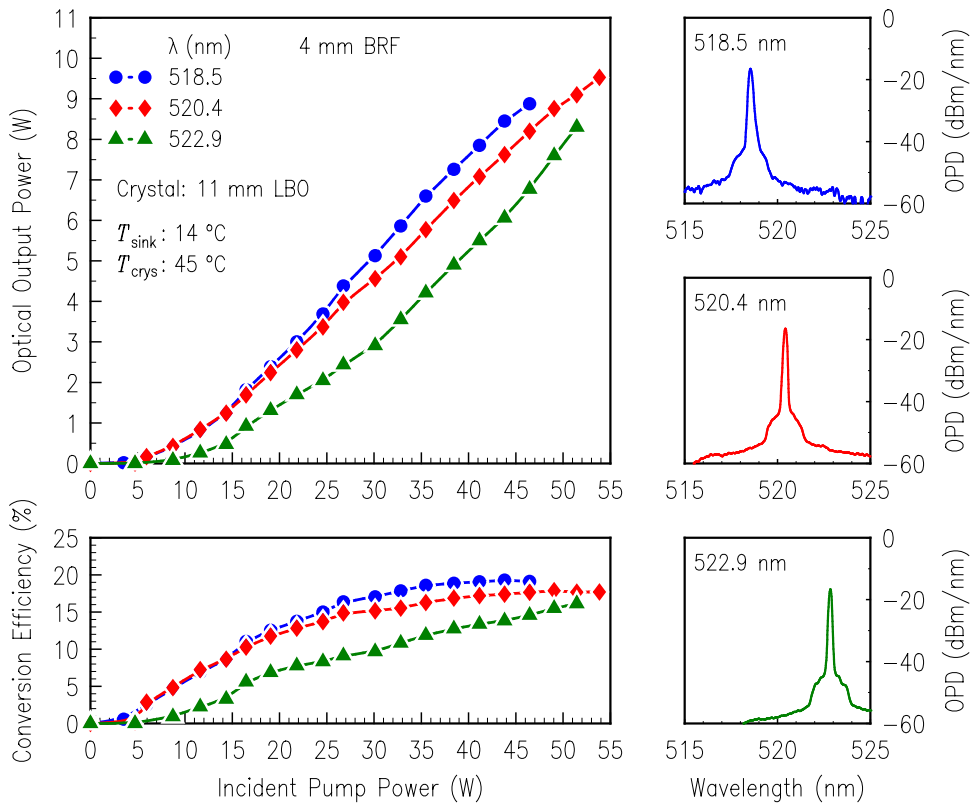 11
10
9
8
7
6
5
4
3
2
1
0
Optical Output Power (W)
λ (nm)
4 mm BRF
518.5
520.4
522.9
Crystal: 11 mm LBO
Tsink: 14 °C
Tcrys: 45 °C
0 5 10 15 20 25 30 35 40 45 50 55
25
20
15
10
5
0
Conversion Efficiency (%)
0 5 10 15 20 25 30 35 40 45 50 55
Incident Pump Power (W)
518.5 nm
0
−20
−40
−60
OPD (dBm/nm)
515 520 525
520.4 nm
0
−20
−40
−60
OPD (dBm/nm)
515 520 525
522.9 nm
0
−20
−40
−60
OPD (dBm/nm)
515 520 525
Wavelength (nm)